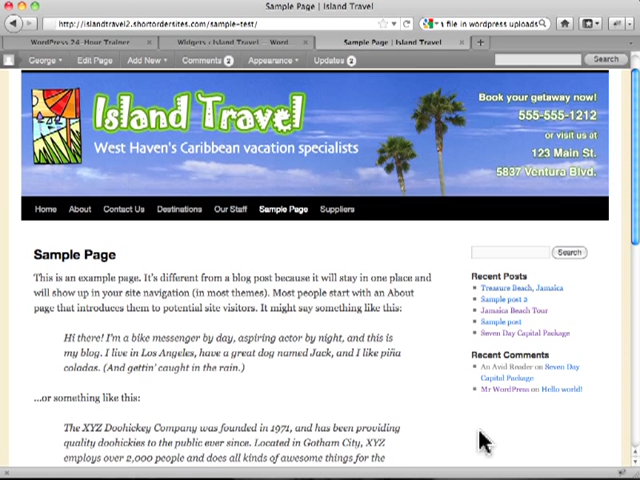 Sample Page | Island Travel
http://islandtravel2.shortordersites.com/sample-test/
file in wordpress uploads
WordPress 24-Hour Trainer
Widgets ‹ Island Travel — Word...
Sample Page | Island Travel
George
Edit Page
Add New
Comments 2
Appearance
Updates 2
Search
Island Travel
West Haven's Caribbean vacation specialists
Book your getaway now!
555-555-1212
or visit us at
123 Main St.
5837 Ventura Blvd.
Home About Contact Us Destinations Our Staff Sample Page Suppliers
Sample Page
This is an example page. It's different from a blog post because it will stay in one place and
will show up in your site navigation (in most themes). Most people start with an About
page that introduces them to potential site visitors. It might say something like this:
Hi there! I'm a bike messenger by day, aspiring actor by night, and this is
my blog. I live in Los Angeles, have a great dog named Jack, and I like piña
coladas. (And gettin' caught in the rain.)
...or something like this:
The XYZ Doohickey Company was founded in 1971, and has been providing
quality doohickies to the public ever since. Located in Gotham City, XYZ
employs over 2,000 people and does all kinds of awesome things for the
Search
Recent Posts
Treasure Beach, Jamaica
Sample post 2
Jamaica Beach Tour
Sample post
Seven Day Capital Package
Recent Comments
An Avid Reader on Seven Day
Capital Package
Mr WordPress on Hello world!